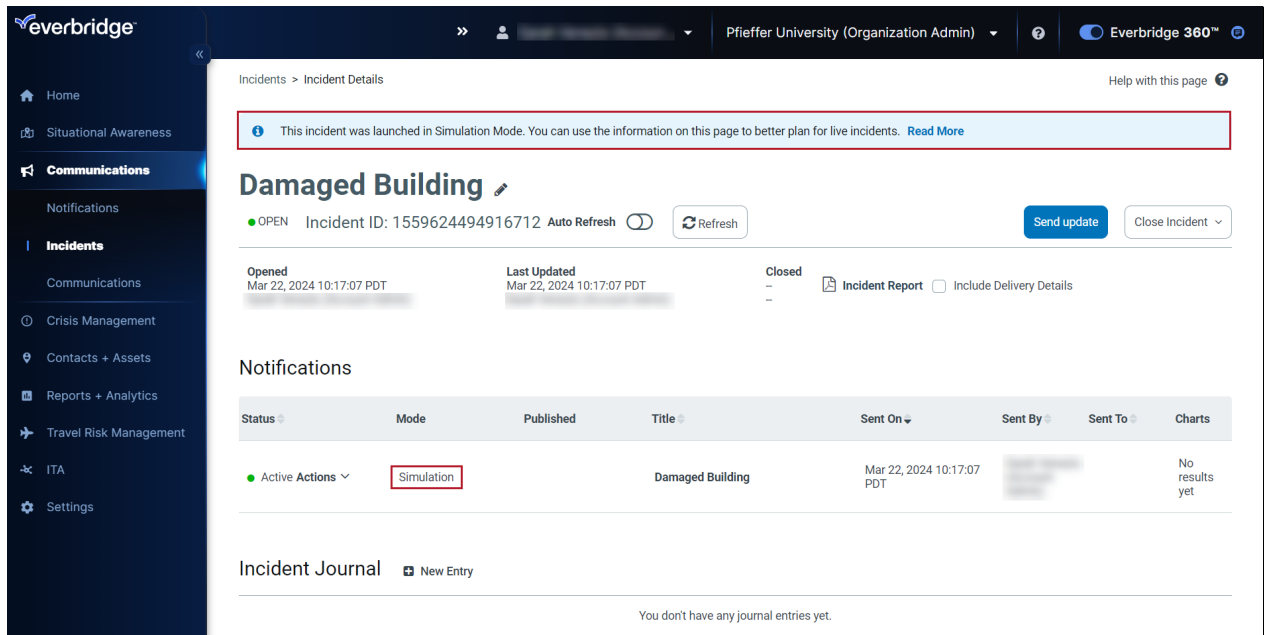 everbridge™
»
Pfieffer University (Organization Admin)
Everbridge 360™
«
Home
Situational Awareness
Communications
Notifications
Incidents
Communications
Crisis Management
Contacts + Assets
Reports + Analytics
Travel Risk Management
ITA
Settings
Incidents > Incident Details
Help with this page
This incident was launched in Simulation Mode. You can use the information on this page to better plan for live incidents. Read More
Damaged Building
OPEN Incident ID: 1559624494916712 Auto Refresh Refresh Send update Close Incident
Opened Last Updated Closed
Mar 22, 2024 10:17:07 PDT Mar 22, 2024 10:17:07 PDT -- Incident Report Include Delivery Details
--
Notifications
Status Mode Published Title Sent On Sent By Sent To Charts
Active Actions Simulation Damaged Building Mar 22, 2024 10:17:07 PDT No results yet
Incident Journal New Entry
You don't have any journal entries yet.